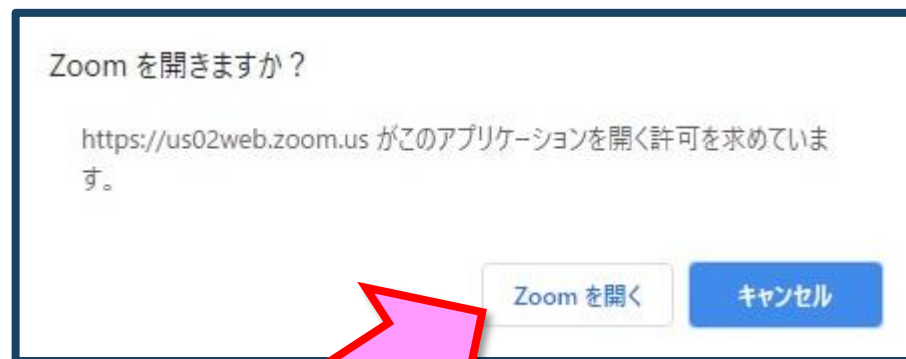 Zoom を開きますか？
https://us02web.zoom.us がこのアプリケーションを開く許可を求めていま
す。
Zoom を開く
キャンセル